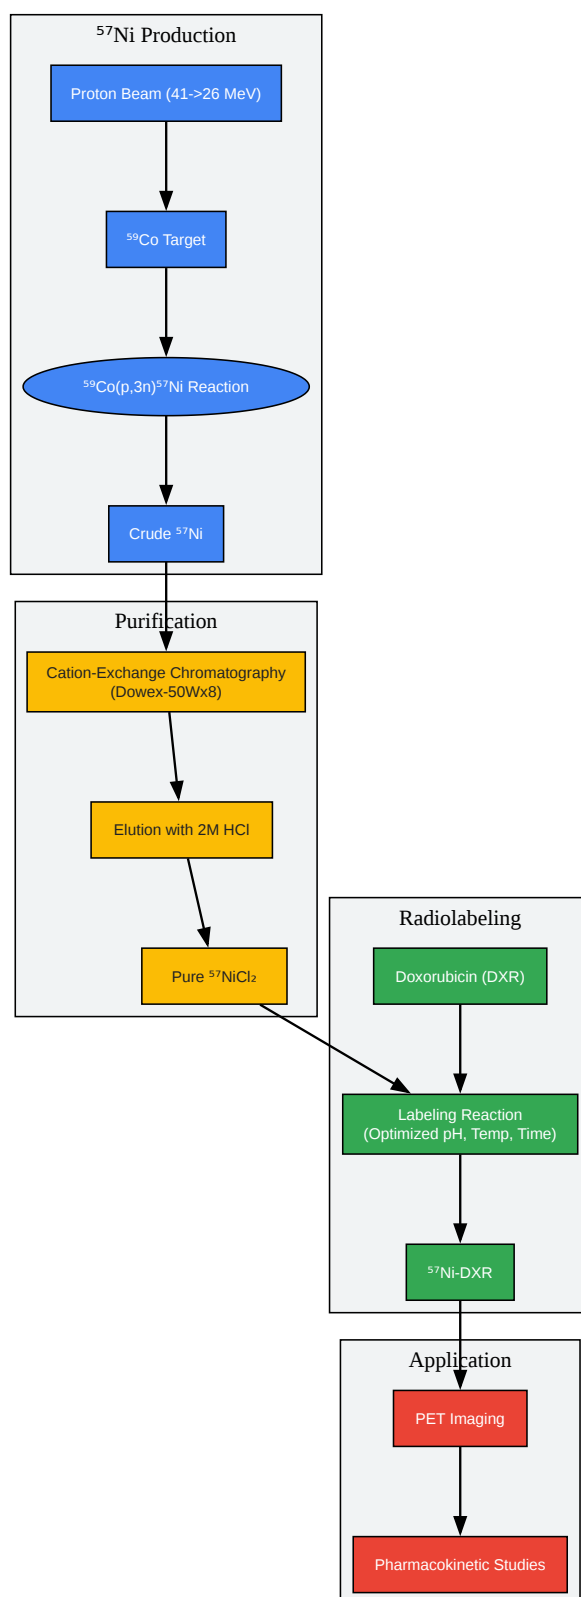 ⁵⁷Ni Production
Proton Beam (41->26 MeV)
⁵⁹Co Target
⁵⁹Co(p,3n)⁵⁷Ni Reaction
Crude ⁵⁷Ni
Purification
Cation-Exchange Chromatography
(Dowex-50Wx8)
Elution with 2M HCl
Pure ⁵⁷NiCl₂
Radiolabeling
Doxorubicin (DXR)
Labeling Reaction
(Optimized pH, Temp, Time)
⁵⁷Ni-DXR
Application
PET Imaging
Pharmacokinetic Studies